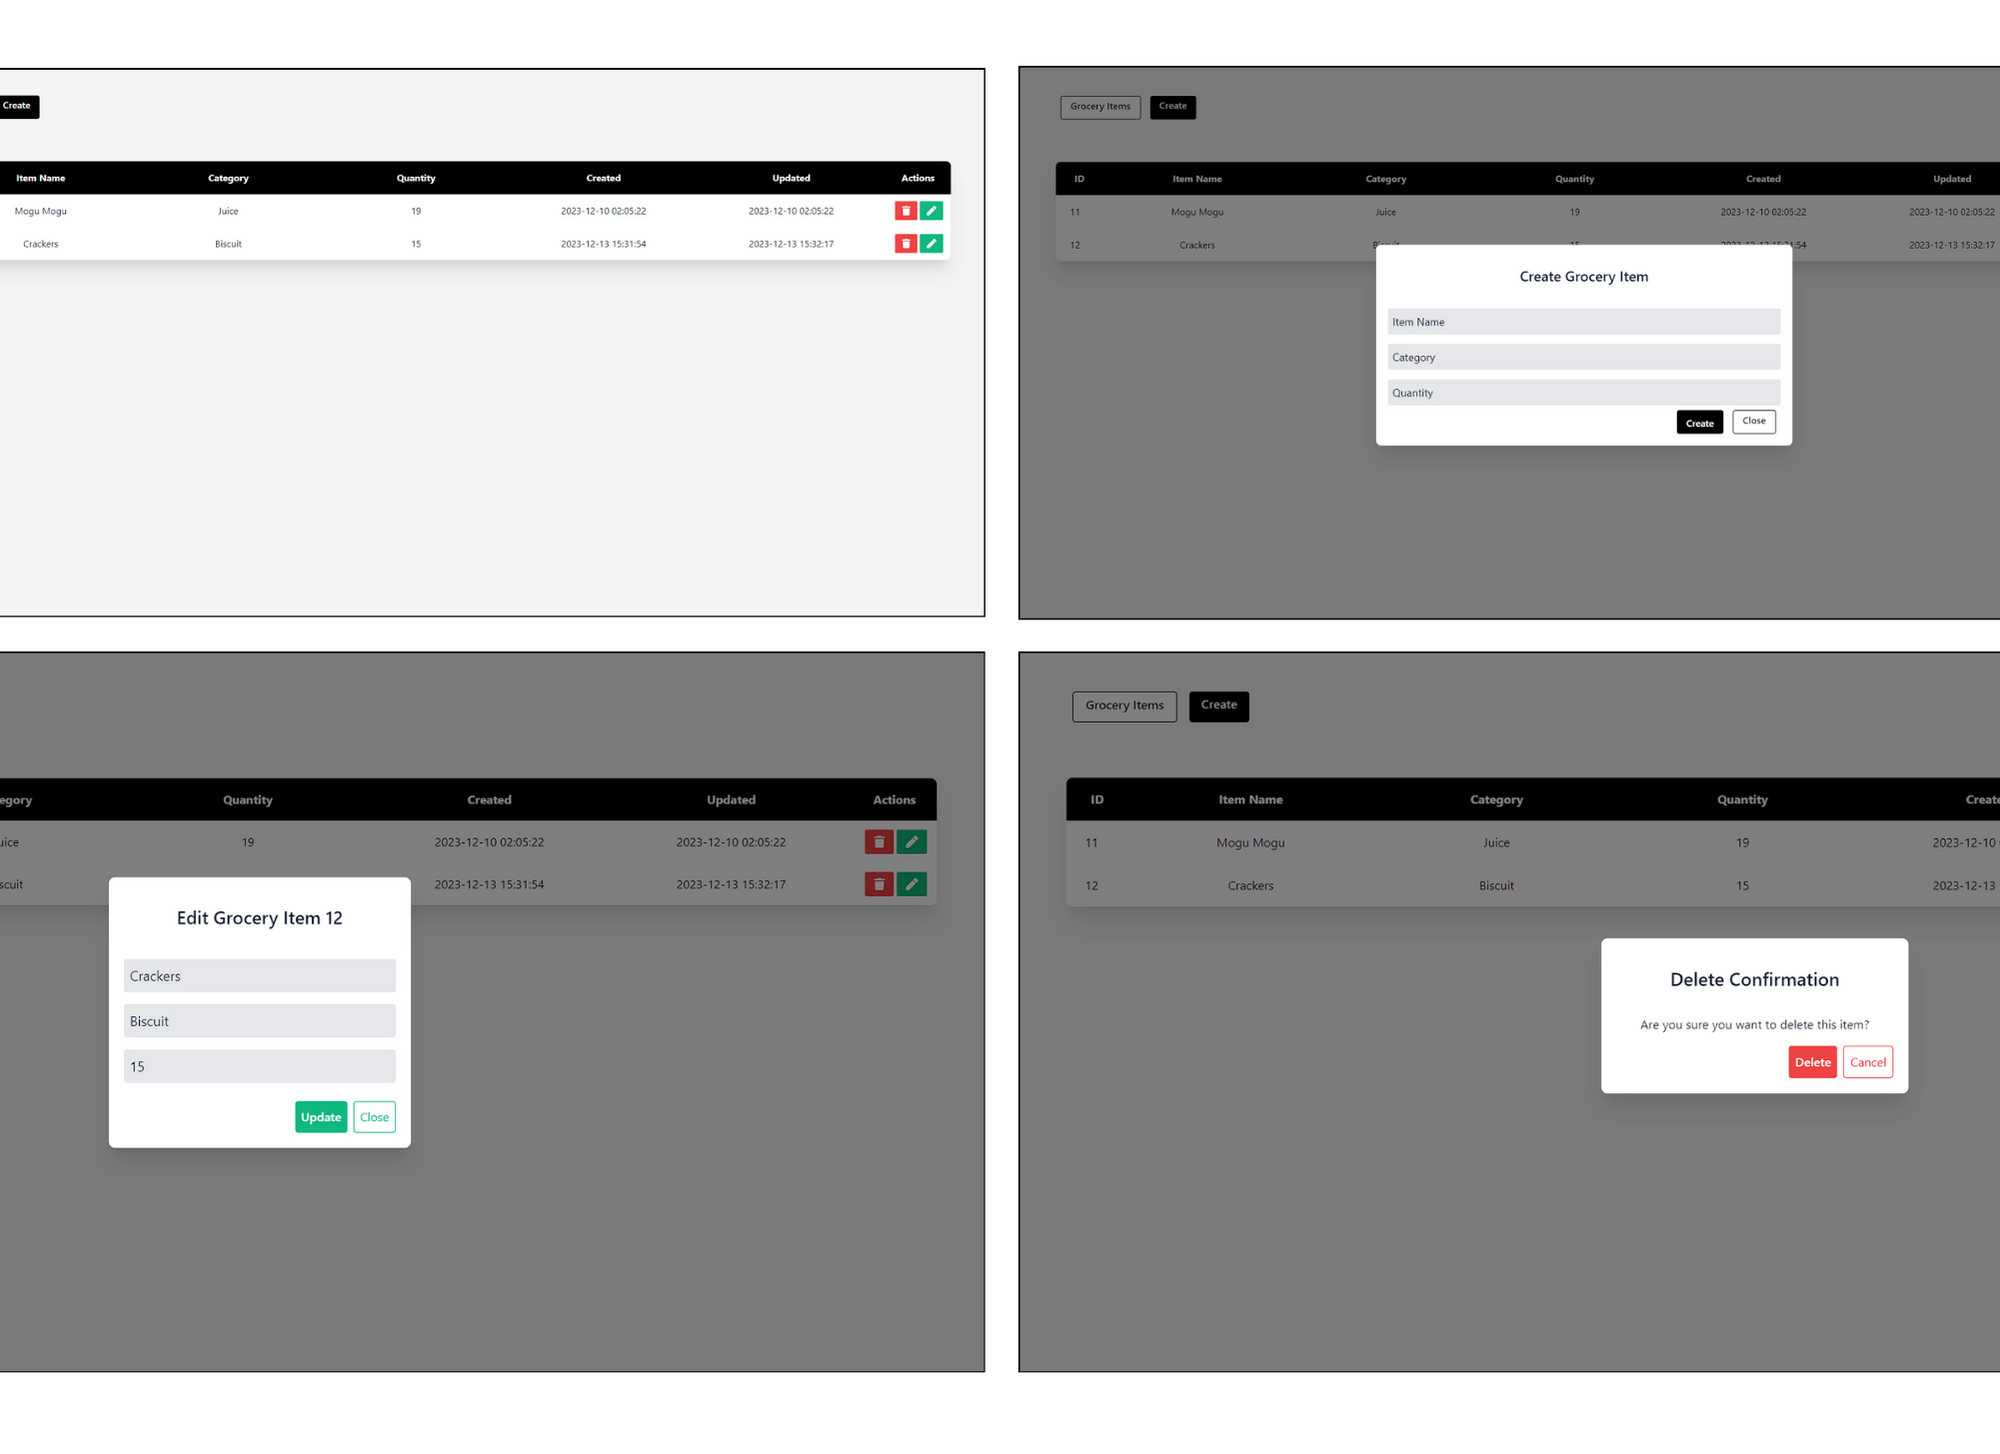 Create
Item Name Category Quantity Created Updated Actions
Mogu Mogu Juice 19 2023-12-10 02:05:22 2023-12-10 02:05:22
Crackers Biscuit 15 2023-12-13 15:31:54 2023-12-13 15:32:17
Grocery Items Create
ID Item Name Category Quantity Created Updated
11 Mogu Mogu Juice 19 2023-12-10 02:05:22 2023-12-10 02:05:22
12 Crackers Biscuit 15 2023-12-13 15:31:54 2023-12-13 15:32:17
Create Grocery Item
Item Name
Category
Quantity
Create Close
egory Quantity Created Updated Actions
uice 19 2023-12-10 02:05:22 2023-12-10 02:05:22
scuit 2023-12-13 15:31:54 2023-12-13 15:32:17
Edit Grocery Item 12
Crackers
Biscuit
15
Update Close
Grocery Items Create
ID Item Name Category Quantity Create
11 Mogu Mogu Juice 19 2023-12-10
12 Crackers Biscuit 15 2023-12-13
Delete Confirmation
Are you sure you want to delete this item?
Delete Cancel